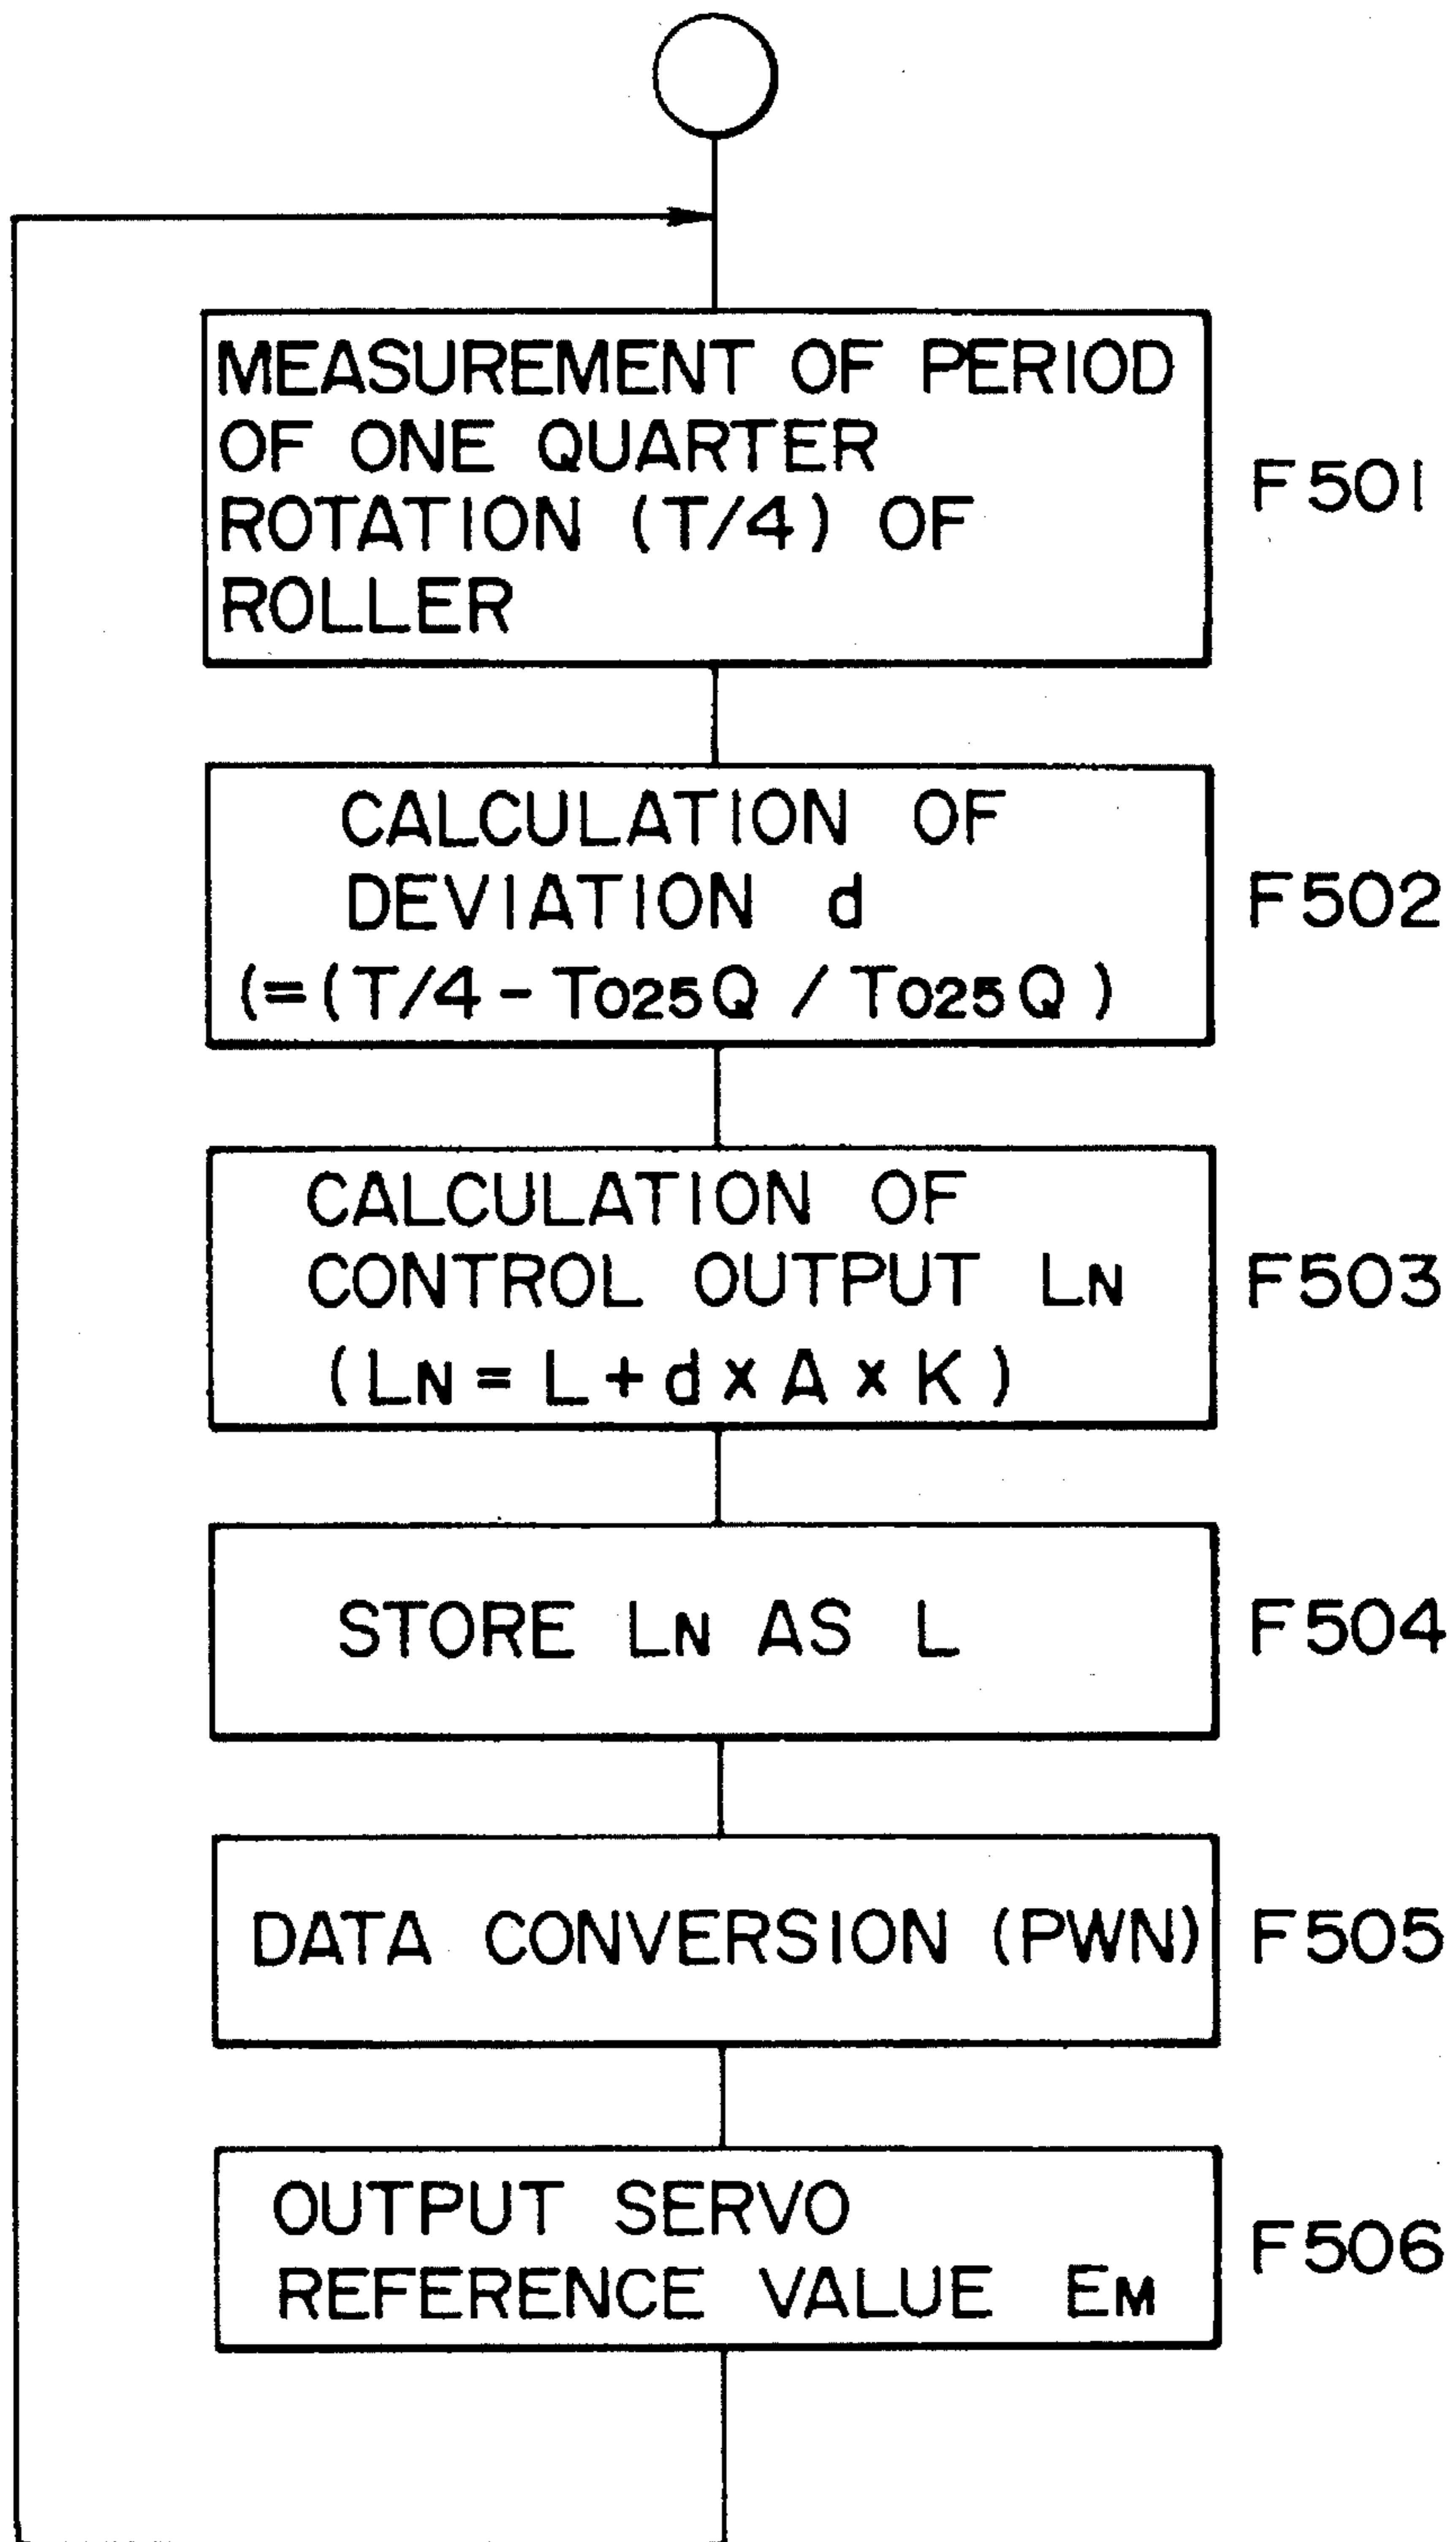 MEASUREMENT OF PERIOD
OF ONE QUARTER
ROTATION (T/4) OF
ROLLER
F501
CALCULATION OF
DEVIATION d
(=(T/4-T025Q / T025Q)
F502
CALCULATION OF
CONTROL OUTPUT LN
(LN = L + d x A x K)
F503
STORE LN AS L
F504
DATA CONVERSION (PWN)
F505
OUTPUT SERVO
REFERENCE VALUE EM
F506